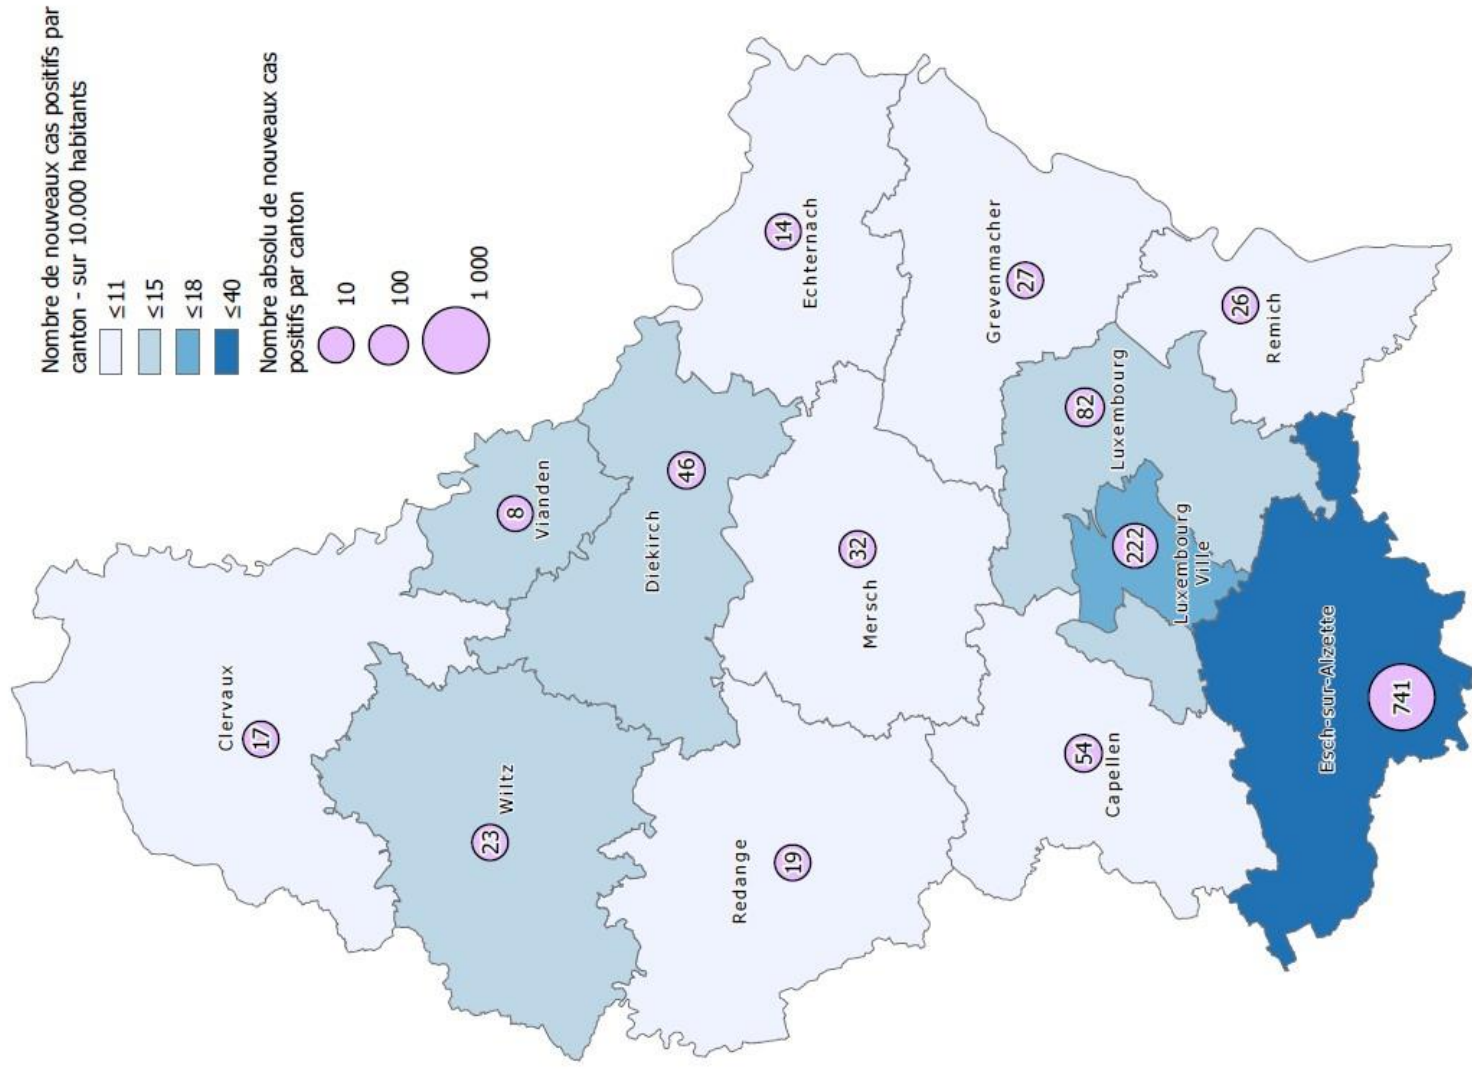 Nombre de nouveaux cas positifs par
canton - sur 10.000 habitants
≤11
≤15
≤18
≤40
Nombre absolu de nouveaux cas
positifs par canton
10
100
1 000
Clervaux
17
Wiltz
23
Vianden
8
Diekirch
46
Echternach
14
Redange
19
Mersch
32
Grevenmacher
27
Capellen
54
Luxembourg
82
Luxembourg
Ville
222
Remich
26
Esch-sur-Alzette
741